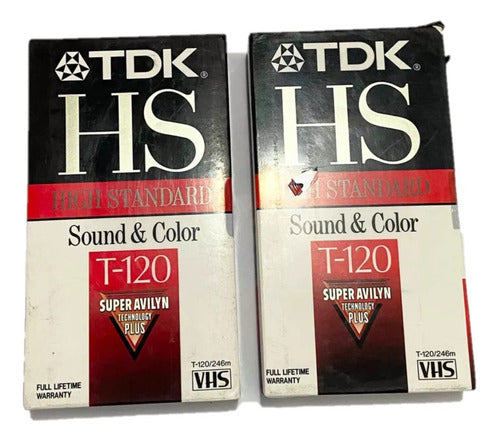 TDK®
HS
HIGH STANDARD
Sound & Color
T-120
SUPER AVILYN
TECHNOLOGY
PLUS
T-120/246m
FULL LIFETIME
WARRANTY
VHS
TDK®
HS
H STANDARD
Sound & Color
T-120
SUPER AVILYN
TECHNOLOGY
PLUS
T-120/246m
FULL LIFETIME
WARRANTY
VHS